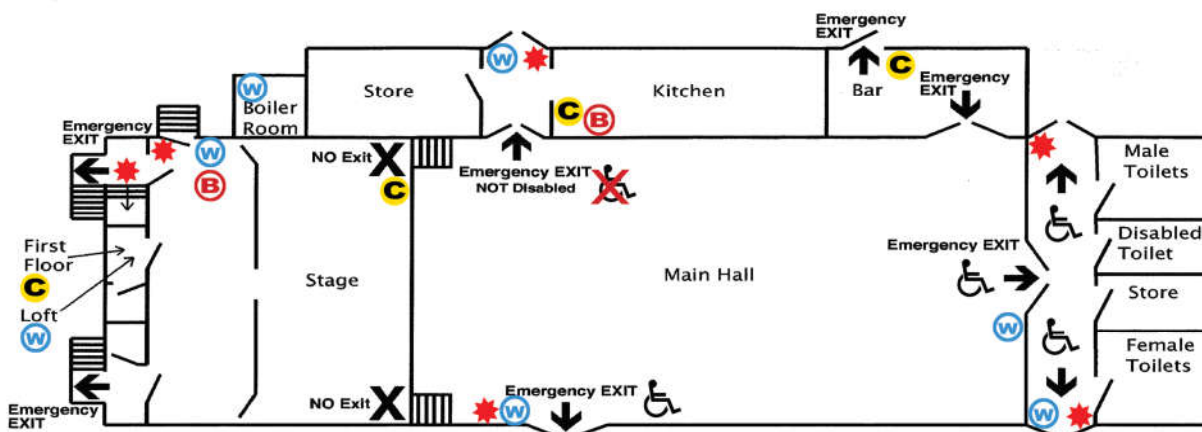 Emergency
EXIT
W
W
Store
Boiler
Room
C
B
Kitchen
C
Bar
Emergency
EXIT
Emergency
EXIT
W
B
NO Exit
C
Emergency EXIT
NOT Disabled
Male
Toilets
Disabled
Toilet
First
Floor
C
Loft
W
Stage
Main Hall
Emergency EXIT
W
Store
Female
Toilets
Emergency
EXIT
NO Exit
W
Emergency EXIT
W